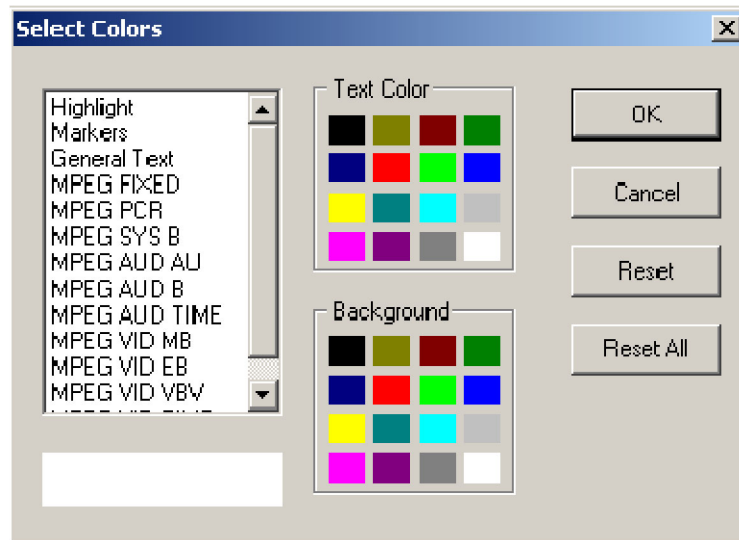 Select Colors
Highlight
Markers
General Text
MPEG FIXED
MPEG PCR
MPEG SYS B
MPEG AUD AU
MPEG AUD B
MPEG AUD TIME
MPEG VID MB
MPEG VID EB
MPEG VID VBV
Text Color
Background
OK
Cancel
Reset
Reset All